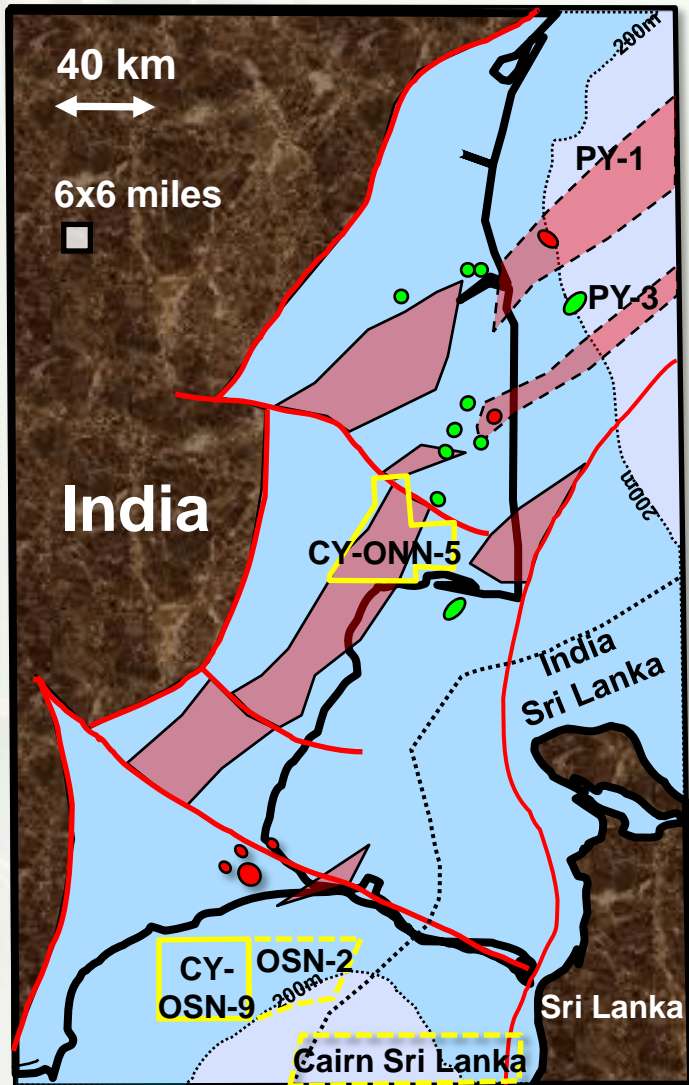 200m
40 km
PY-1
6x6 miles
PY-3
India
200m
CY-ONN-5
India
Sri Lanka
CY-
OSN-9
OSN-2
200m
Sri Lanka
Cairn Sri Lanka